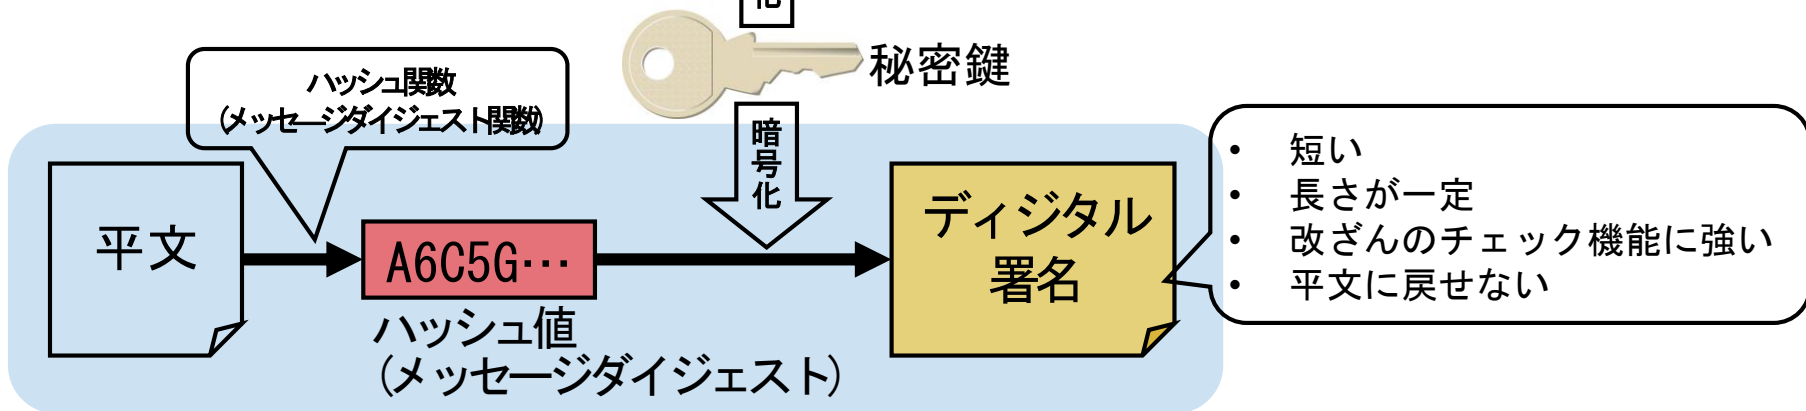 秘密鍵
ハッシュ関数
(メッセージダイジェスト関数)
暗号化
平文
A6C5G…
ハッシュ値
(メッセージダイジェスト)
ディジタル
署名
• 短い
• 長さが一定
• 改ざんのチェック機能に強い
• 平文に戻せない